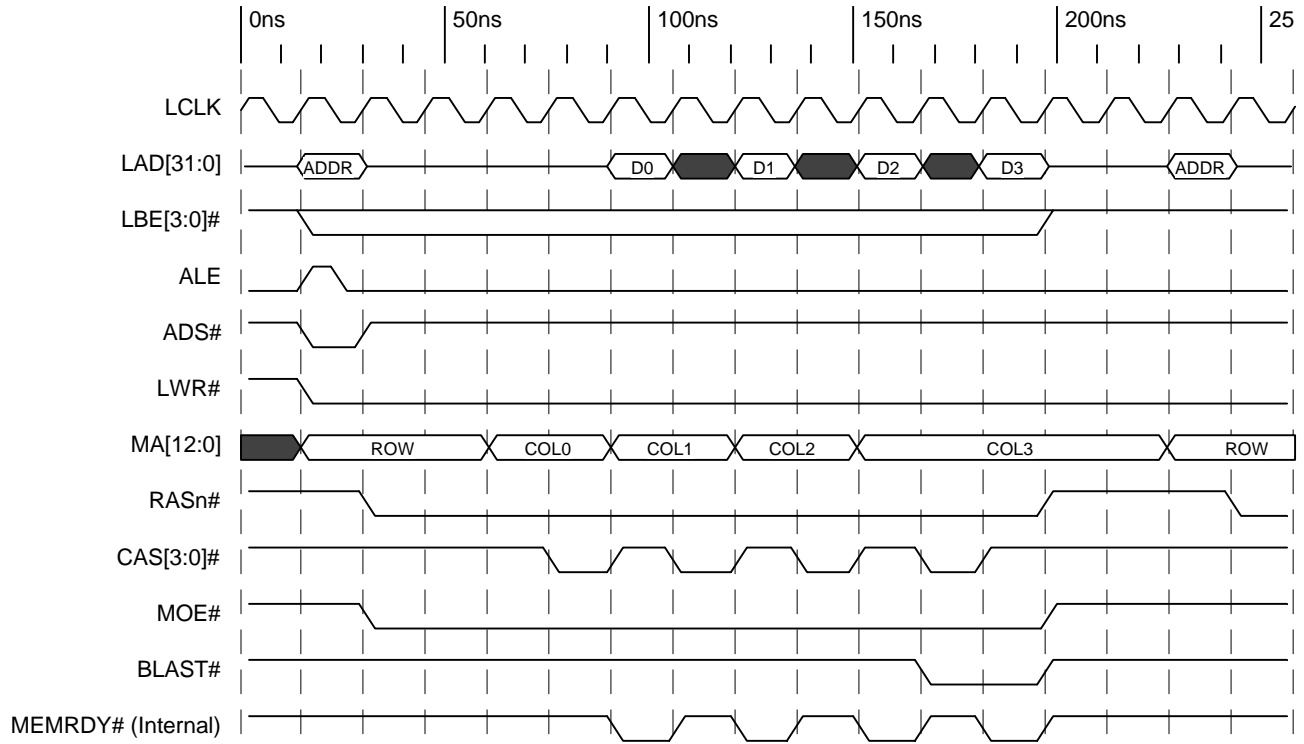 0ns 50ns 100ns 150ns 200ns 25
LCLK
LAD[31:0] ADDR D0 D1 D2 D3 ADDR
LBE[3:0]#
ALE
ADS#
LWR#
MA[12:0] ROW COL0 COL1 COL2 COL3 ROW
RASn#
CAS[3:0]#
MOE#
BLAST#
MEMRDY# (Internal)